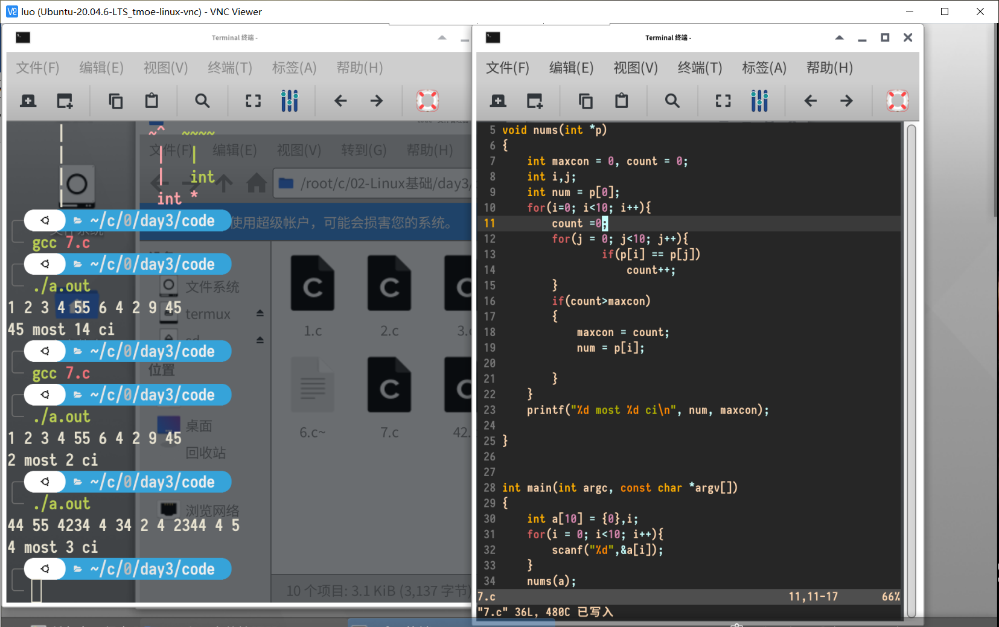 luo (Ubuntu-20.04.6-LTS_tmoe-linux-vnc) - VNC Viewer
Terminal 终端 -
文件(F) 编辑(E) 视图(V) 终端(T) 标签(A) 帮助(H)
~^ ~~~~
| |
| int
int *
~/c/0/day3/code
gcc 7.c
~/c/0/day3/code
./a.out
1 2 3 4 55 6 4 2 9 45
45 most 14 ci
~/c/0/day3/code
gcc 7.c
~/c/0/day3/code
./a.out
1 2 3 4 55 6 4 2 9 45
2 most 2 ci
~/c/0/day3/code
./a.out
44 55 4234 4 34 2 4 2344 4 5
4 most 3 ci
~/c/0/day3/code
文件(F) 编辑(E) 视图(V) 转到(G) 帮助(H)
/root/c/02-Linux基础/day3/
使用超级帐户，可能会损害您的系统。
文件系统
文件系统
termux
sd
位置
桌面
回收站
浏览网络
1.c 2.c 3.
6.c~ 7.c 42.
10 个项目: 3.1 KiB (3,137 字节)
Terminal 终端 -
文件(F) 编辑(E) 视图(V) 终端(T) 标签(A) 帮助(H)
5 void nums(int *p)
6 {
7     int maxcon = 0, count = 0;
8     int i,j;
9     int num = p[0];
10     for(i=0; i<10; i++){
11         count =0;
12         for(j = 0; j<10; j++){
13                 if(p[i] == p[j])
14                     count++;
15         }
16         if(count>maxcon)
17         {
18             maxcon = count;
19             num = p[i];
20
21         }
22     }
23     printf("%d most %d ci\n", num, maxcon);
24
25 }
26
27
28 int main(int argc, const char *argv[])
29 {
30     int a[10] = {0},i;
31     for(i = 0; i<10; i++){
32         scanf("%d",&a[i]);
33     }
34     nums(a);
7.c 11,11-17 66%
"7.c" 36L, 480C 已写入